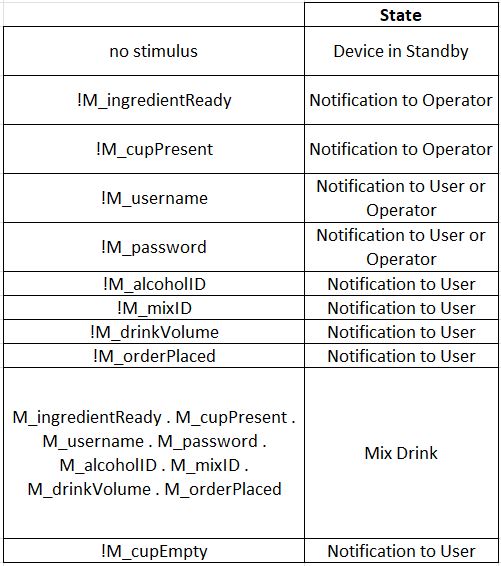 State
no stimulus
Device in Standby
!M_ingredientReady
Notification to Operator
!M_cupPresent
Notification to Operator
!M_username
Notification to User or
Operator
!M_password
Notification to User or
Operator
!M_alcoholID
Notification to User
!M_mixID
Notification to User
!M_drinkVolume
Notification to User
!M_orderPlaced
Notification to User
M_ingredientReady . M_cupPresent .
M_username . M_password .
M_alcoholID . M_mixID .
M_drinkVolume . M_orderPlaced
Mix Drink
!M_cupEmpty
Notification to User